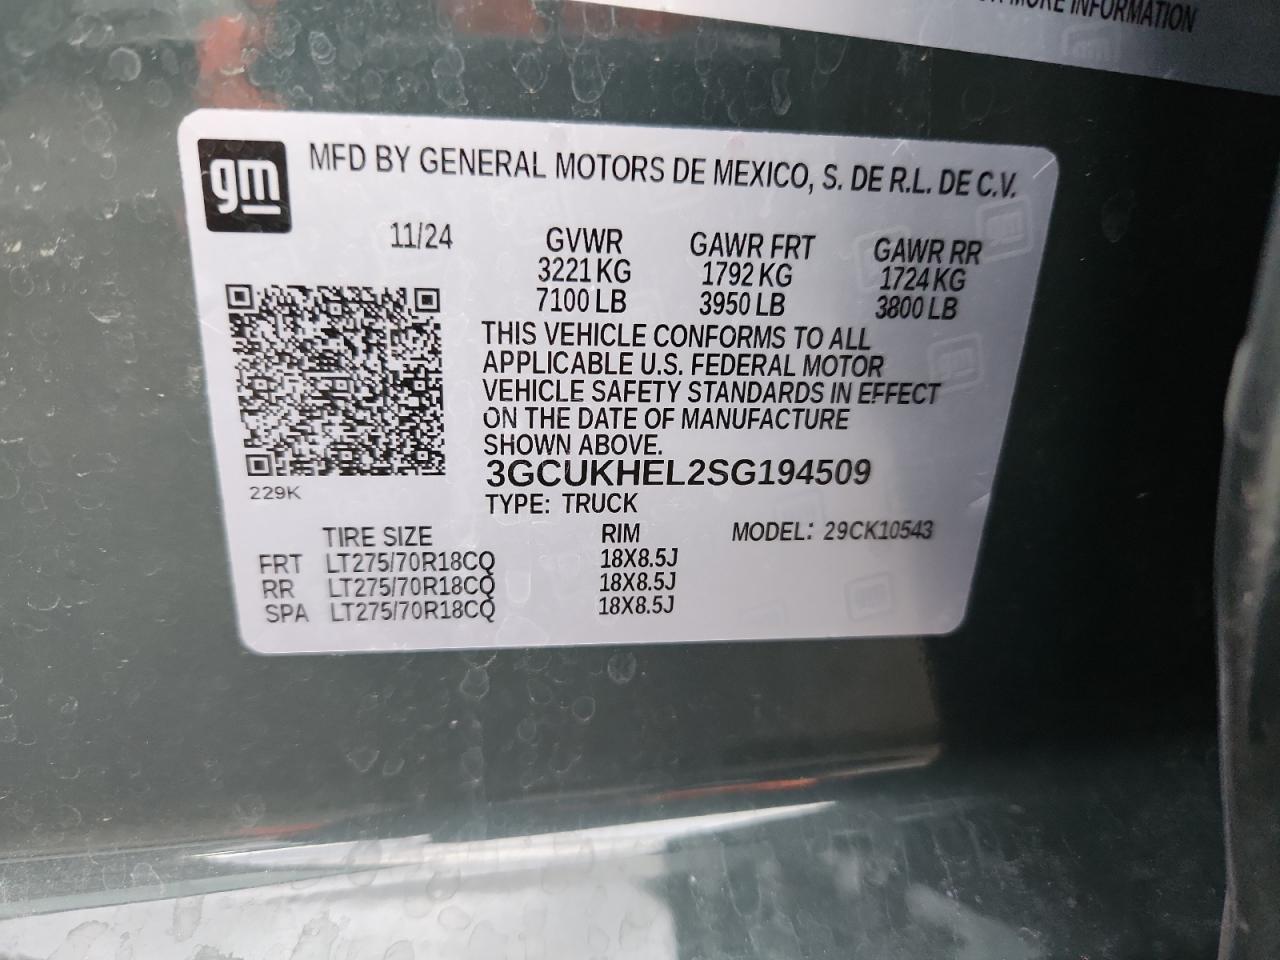 MORE INFORMATION
gm
MFD BY GENERAL MOTORS DE MEXICO, S. DE R.L. DE C.V.
11/24 GVWR GAWR FRT GAWR RR
3221 KG 1792 KG 1724 KG
7100 LB 3950 LB 3800 LB
THIS VEHICLE CONFORMS TO ALL
APPLICABLE U.S. FEDERAL MOTOR
VEHICLE SAFETY STANDARDS IN EFFECT
ON THE DATE OF MANUFACTURE
SHOWN ABOVE.
3GCUKHEL2SG194509
229K
TYPE: TRUCK
TIRE SIZE RIM MODEL: 29CK10543
FRT LT275/70R18CQ 18X8.5J
RR LT275/70R18CQ 18X8.5J
SPA LT275/70R18CQ 18X8.5J